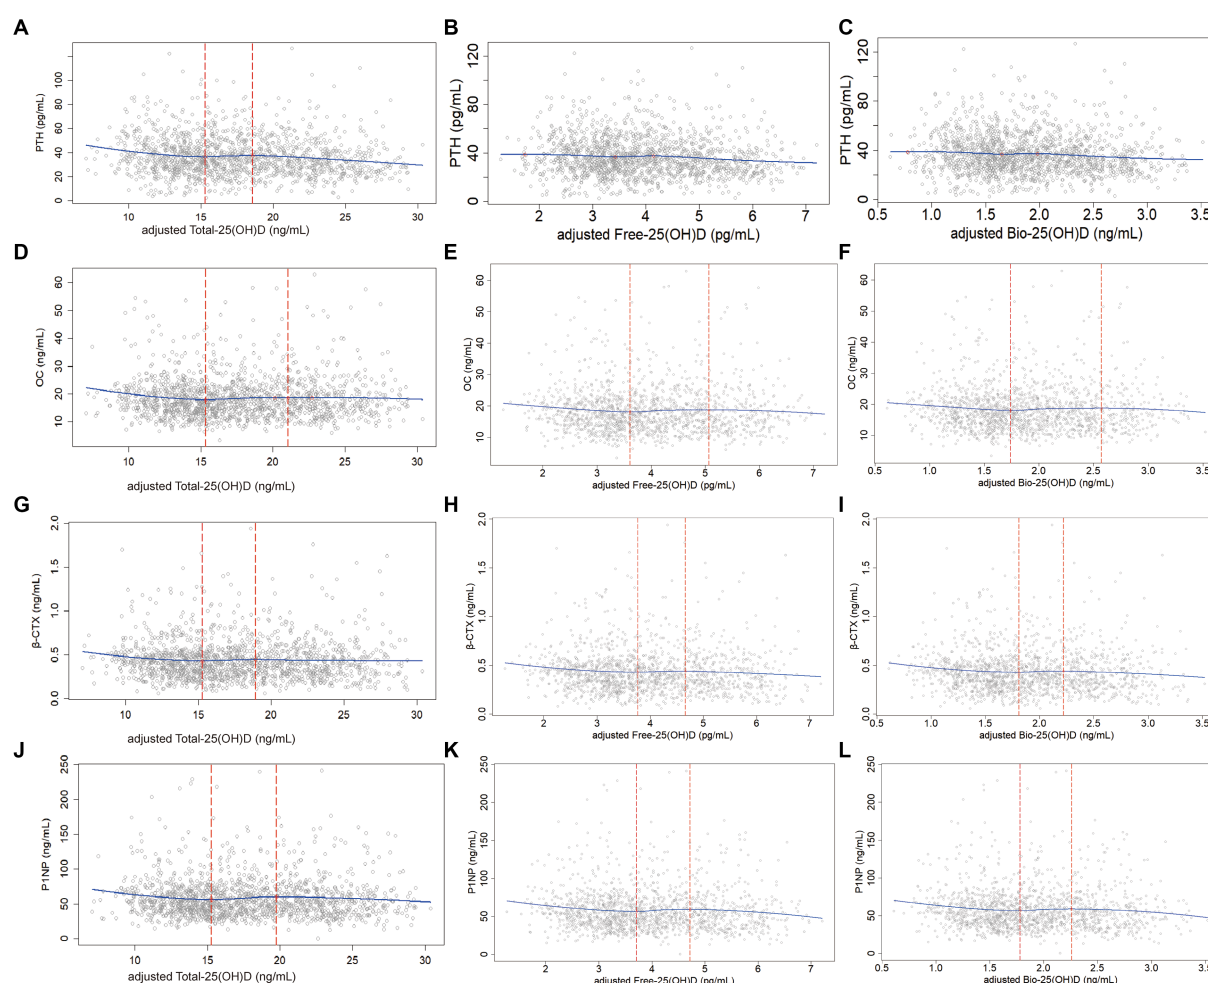 A
B
C
PTH (pg/mL)
0 20 40 60 80 100
10 15 20 25 30
adjusted Total-25(OH)D (ng/mL)
PTH (pg/mL)
0 40 80 120
2 3 4 5 6 7
adjusted Free-25(OH)D (pg/mL)
PTH (pg/mL)
0 40 80 120
0.5 1.0 1.5 2.0 2.5 3.0 3.5
adjusted Bio-25(OH)D (ng/mL)
D
E
F
OC (ng/mL)
10 20 30 40 50 60
10 15 20 25 30
adjusted Total-25(OH)D (ng/mL)
OC (ng/mL)
10 20 30 40 50 60
2 3 4 5 6 7
adjusted Free-25(OH)D (pg/mL)
OC (ng/mL)
10 20 30 40 50 60
0.5 1.0 1.5 2.0 2.5 3.0 3.5
adjusted Bio-25(OH)D (ng/mL)
G
H
I
β-CTX (ng/mL)
0.0 0.5 1.0 1.5 2.0
10 15 20 25 30
adjusted Total-25(OH)D (ng/mL)
β-CTX (ng/mL)
0.0 0.5 1.0 1.5 2.0
2 3 4 5 6 7
adjusted Free-25(OH)D (pg/mL)
β-CTX (ng/mL)
0.0 0.5 1.0 1.5 2.0
0.5 1.0 1.5 2.0 2.5 3.0 3.5
adjusted Bio-25(OH)D (ng/mL)
J
K
L
P1NP (ng/mL)
0 50 100 150 200 250
10 15 20 25 30
adjusted Total-25(OH)D (ng/mL)
P1NP (ng/mL)
0 50 100 150 200 250
2 3 4 5 6 7
adjusted Free-25(OH)D (pg/mL)
P1NP (ng/mL)
0 50 100 150 200 250
0.5 1.0 1.5 2.0 2.5 3.0 3.5
adjusted Bio-25(OH)D (ng/mL)